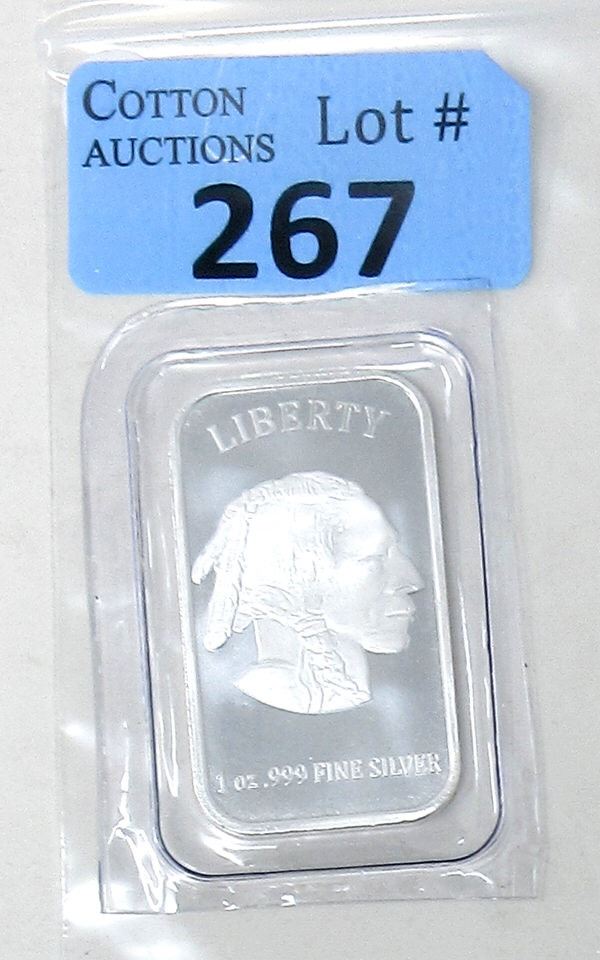 COTTON
AUCTIONS
Lot #
267
LIBERTY
1 oz .999 FINE SILVER